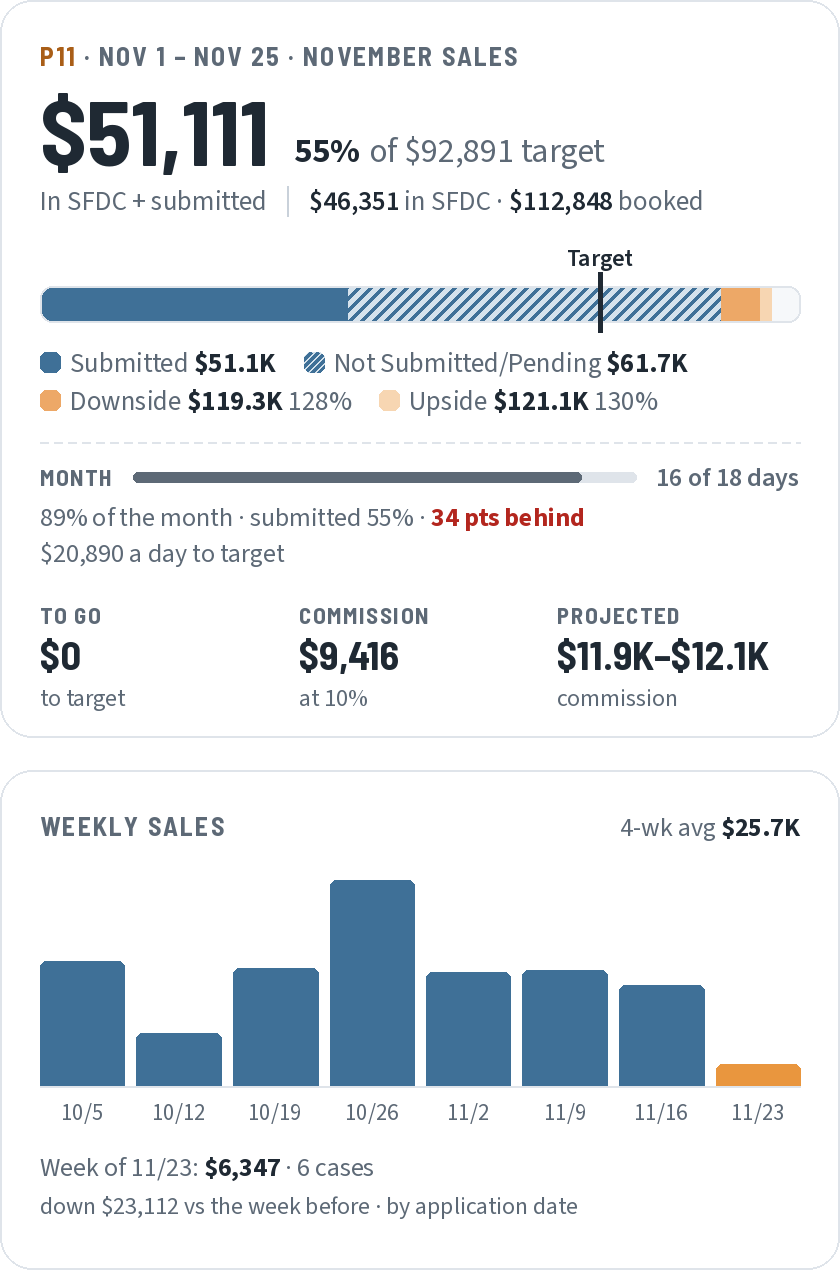 P11 · NOV 1 – NOV 25 · NOVEMBER SALES
$51,111 55% of $92,891 target
In SFDC + submitted $46,351 in SFDC · $112,848 booked
Target
Submitted $51.1K Not Submitted/Pending $61.7K
Downside $119.3K 128% Upside $121.1K 130%
MONTH 16 of 18 days
89% of the month · submitted 55% · 34 pts behind
$20,890 a day to target
TO GO COMMISSION PROJECTED
$0 $9,416 $11.9K–$12.1K
to target at 10% commission
WEEKLY SALES 4-wk avg $25.7K
10/5 10/12 10/19 10/26 11/2 11/9 11/16 11/23
Week of 11/23: $6,347 · 6 cases
down $23,112 vs the week before · by application date